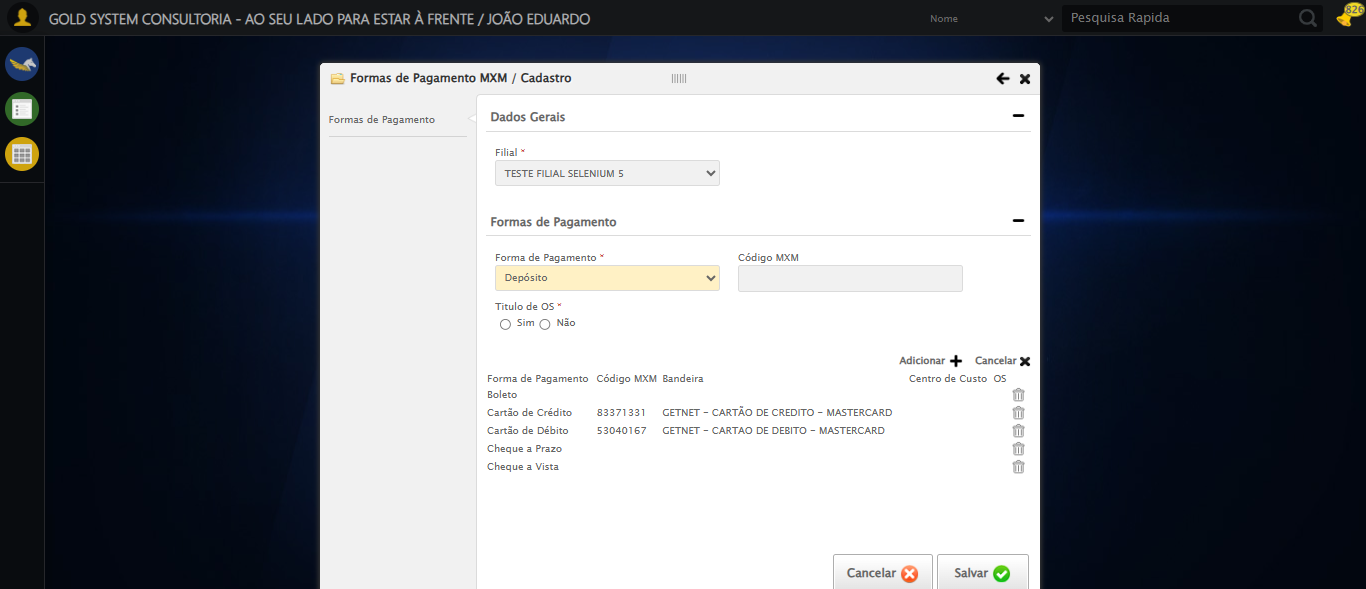 GOLD SYSTEM CONSULTORIA - AO SEU LADO PARA ESTAR À FRENTE / JOÃO EDUARDO
Nome
Pesquisa Rapida
826
Formas de Pagamento MXM / Cadastro
Formas de Pagamento
Dados Gerais
Filial *
TESTE FILIAL SELENIUM 5
Formas de Pagamento
Forma de Pagamento * Código MXM
Depósito
Titulo de OS *
Sim Não
Adicionar Cancelar
Forma de Pagamento Código MXM Bandeira Centro de Custo OS
Boleto
Cartão de Crédito 83371331 GETNET - CARTÃO DE CREDITO - MASTERCARD
Cartão de Débito 53040167 GETNET - CARTAO DE DEBITO - MASTERCARD
Cheque a Prazo
Cheque a Vista
Cancelar Salvar